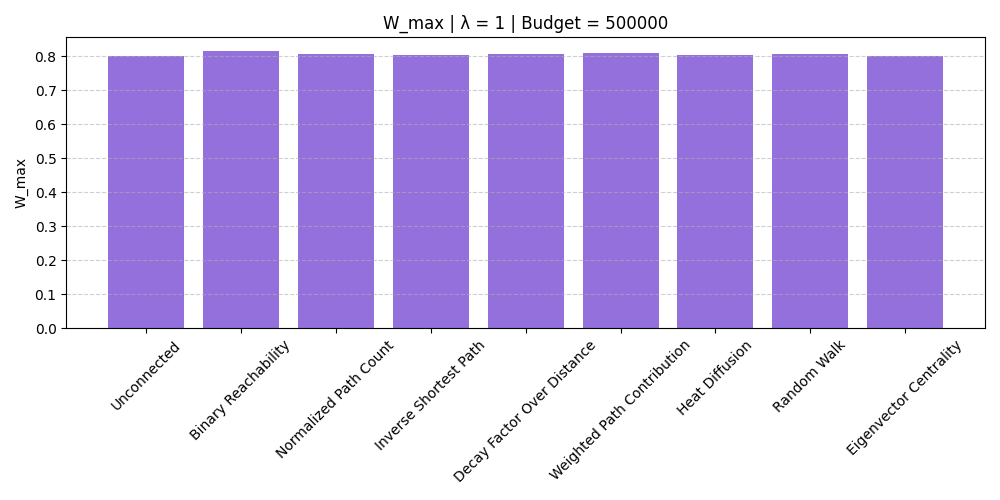 W_max | λ = 1 | Budget = 500000
W_max
0.8
0.7
0.6
0.5
0.4
0.3
0.2
0.1
0.0
Unconnected
Binary Reachability
Normalized Path Count
Inverse Shortest Path
Decay Factor Over Distance
Weighted Path Contribution
Heat Diffusion
Random Walk
Eigenvector Centrality